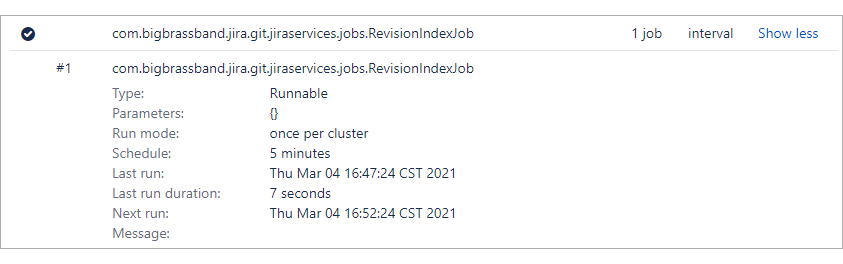 com.bigbrassband.jira.git.jiraservices.jobs.RevisionIndexJob 1 job interval Show less
#1 com.bigbrassband.jira.git.jiraservices.jobs.RevisionIndexJob
Type: Runnable
Parameters: {}
Run mode: once per cluster
Schedule: 5 minutes
Last run: Thu Mar 04 16:47:24 CST 2021
Last run duration: 7 seconds
Next run: Thu Mar 04 16:52:24 CST 2021
Message: